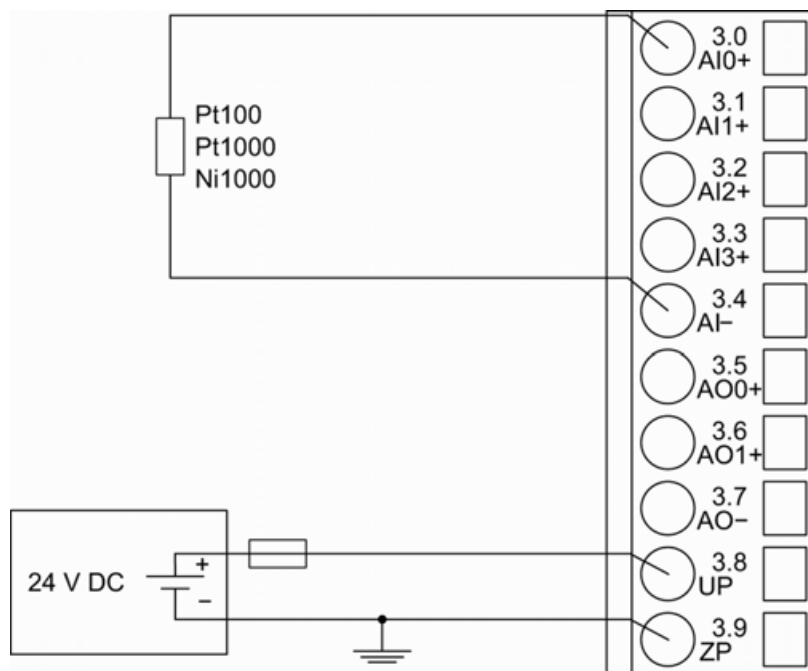 3.0
AI0+
3.1
AI1+
Pt100
Pt1000
Ni1000
3.2
AI2+
3.3
AI3+
3.4
AI−
3.5
AO0+
3.6
AO1+
3.7
AO−
24 V DC
+
−
3.8
UP
3.9
ZP